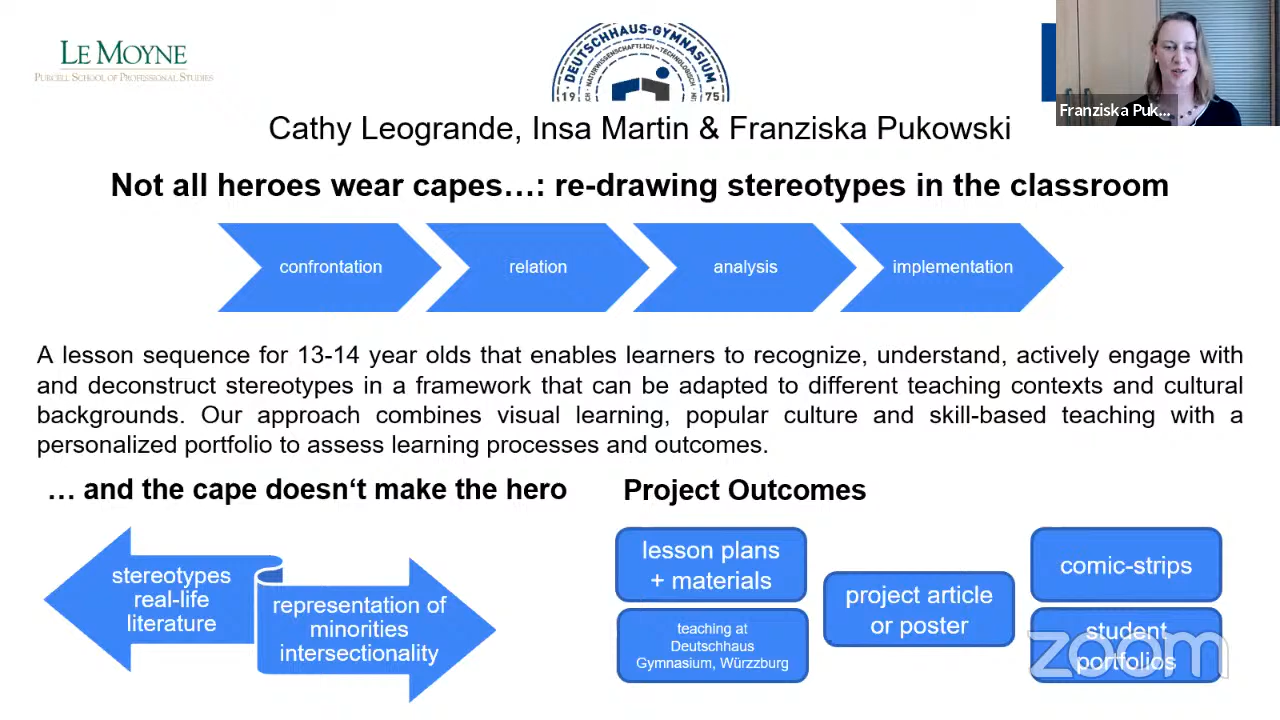 LE MOYNE
PURCELL SCHOOL OF PROFESSIONAL STUDIES
DEUTSCHHAUS-GYMNASIUM
NATURWISSENSCHAFTLICH-TECHNOLOGISCH
19 75
Franziska Puk...
Cathy Leogrande, Insa Martin & Franziska Pukowski
Not all heroes wear capes…: re-drawing stereotypes in the classroom
confrontation
relation
analysis
implementation
A lesson sequence for 13-14 year olds that enables learners to recognize, understand, actively engage with
and deconstruct stereotypes in a framework that can be adapted to different teaching contexts and cultural
backgrounds. Our approach combines visual learning, popular culture and skill-based teaching with a
personalized portfolio to assess learning processes and outcomes.
… and the cape doesn‘t make the hero
stereotypes
real-life
literature
representation of
minorities
intersectionality
Project Outcomes
lesson plans
+ materials
teaching at
Deutschhaus
Gymnasium, Würzzburg
project article
or poster
comic-strips
student
portfolios
zoom